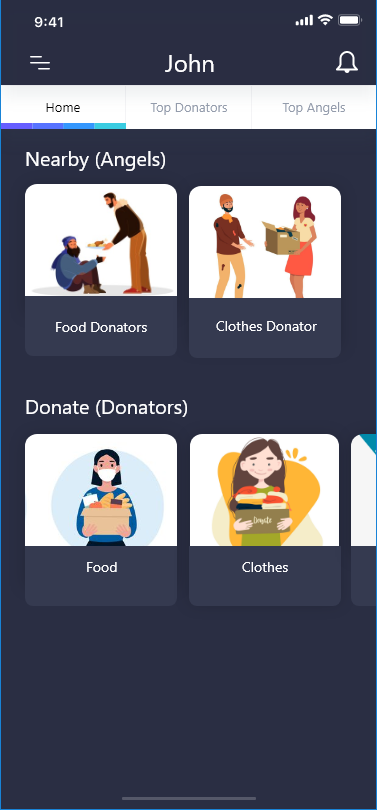 9:41
John
Home
Top Donators
Top Angels
Nearby (Angels)
Food Donators
Clothes Donator
Donate (Donators)
Donate
Food
Clothes